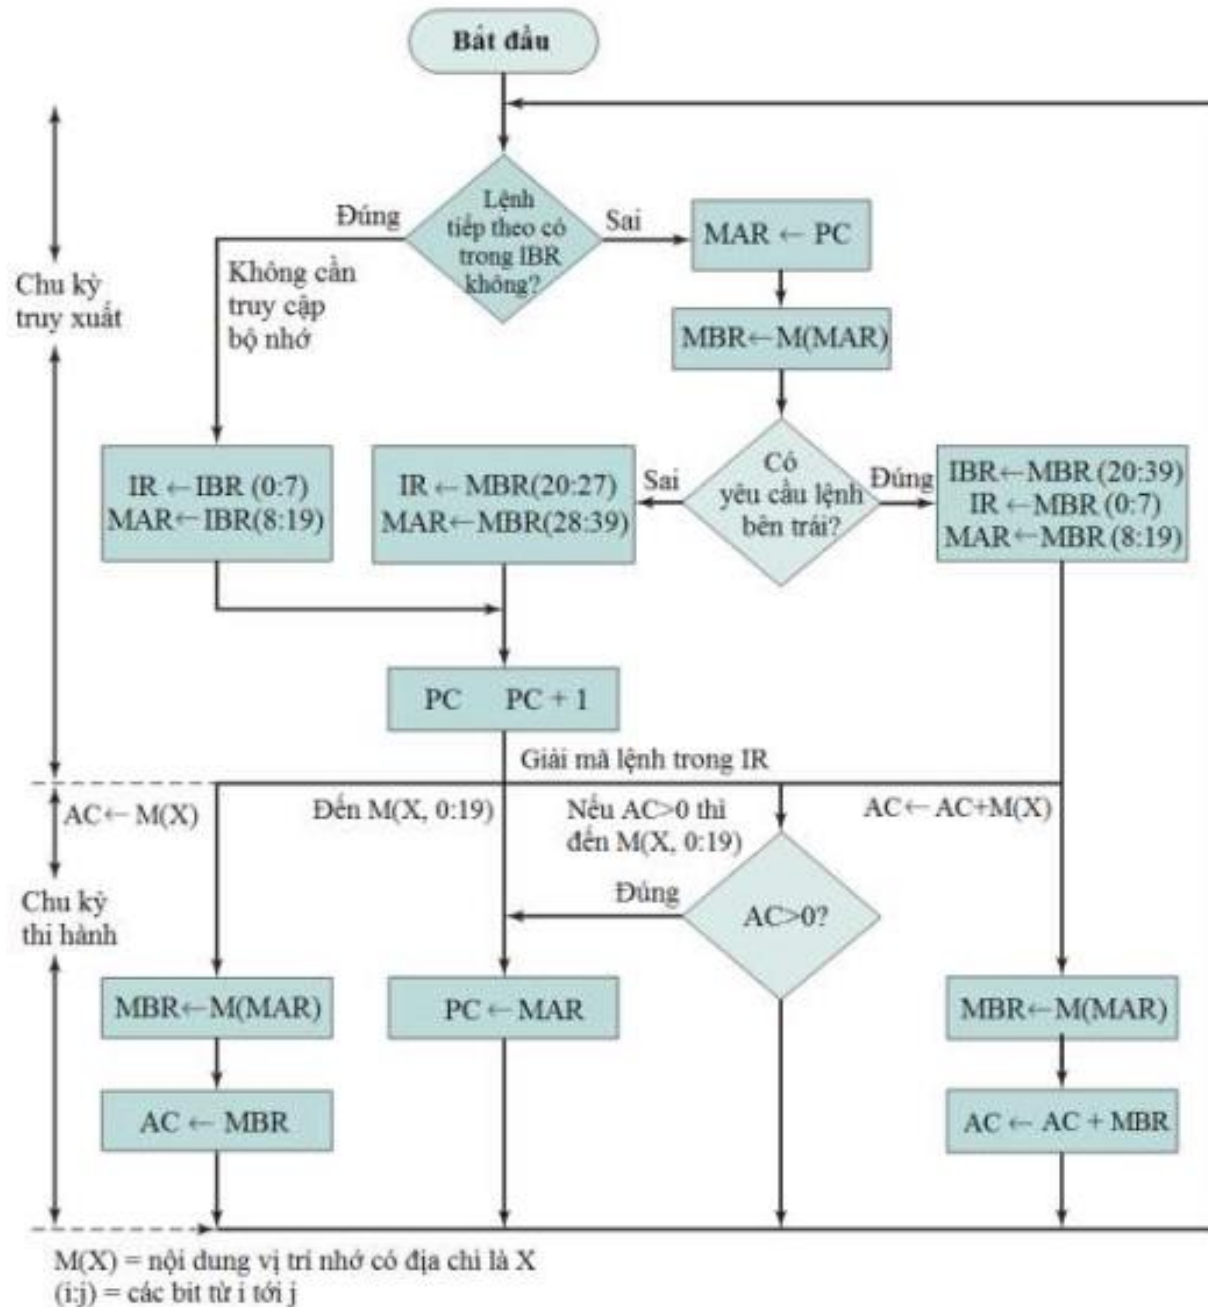 Bắt đầu
Lệnh
tiếp theo có
trong IBR
không?
Đúng
Sai
MAR ← PC
Không cần
truy cập
bộ nhớ
Chu kỳ
truy xuất
MBR←M(MAR)
IR ← IBR (0:7)
MAR←IBR(8:19)
IR ←MBR(20:27)
MAR←MBR(28:39)
Sai
Có
yêu cầu lệnh
bên trái?
Đúng
IBR←MBR (20:39)
IR ←MBR (0:7)
MAR←MBR (8:19)
PC PC + 1
Giải mã lệnh trong IR
AC← M(X)
Đến M(X, 0:19)
Nếu AC>0 thì
đến M(X, 0:19)
AC← AC+M(X)
Chu kỳ
thi hành
Đúng
AC>0?
MBR←M(MAR)
PC ← MAR
MBR←M(MAR)
AC ← MBR
AC ← AC + MBR
M(X) = nội dung vị trí nhớ có địa chỉ là X
(i:j) = các bit từ i tới j